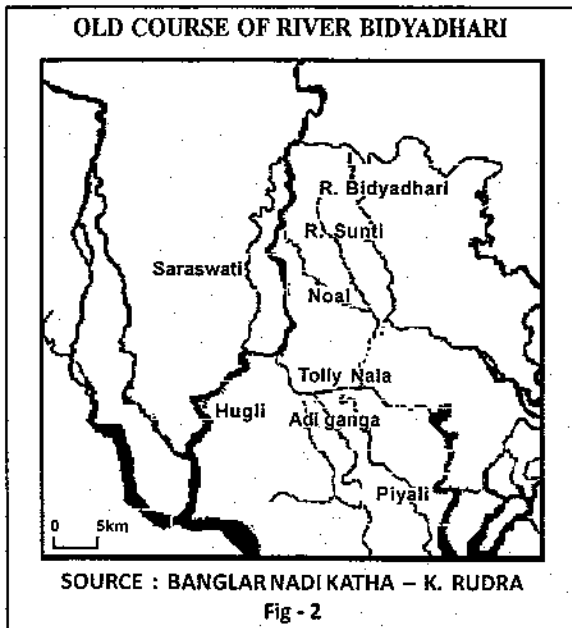 OLD COURSE OF RIVER BIDYADHARI
R. Bidyadhari
R. Sunti
Saraswati
Noal
Tolly Nala
Hugli
Adi ganga
Piyali
0 5km
SOURCE : BANGLAR NADI KATHA – K. RUDRA
Fig - 2